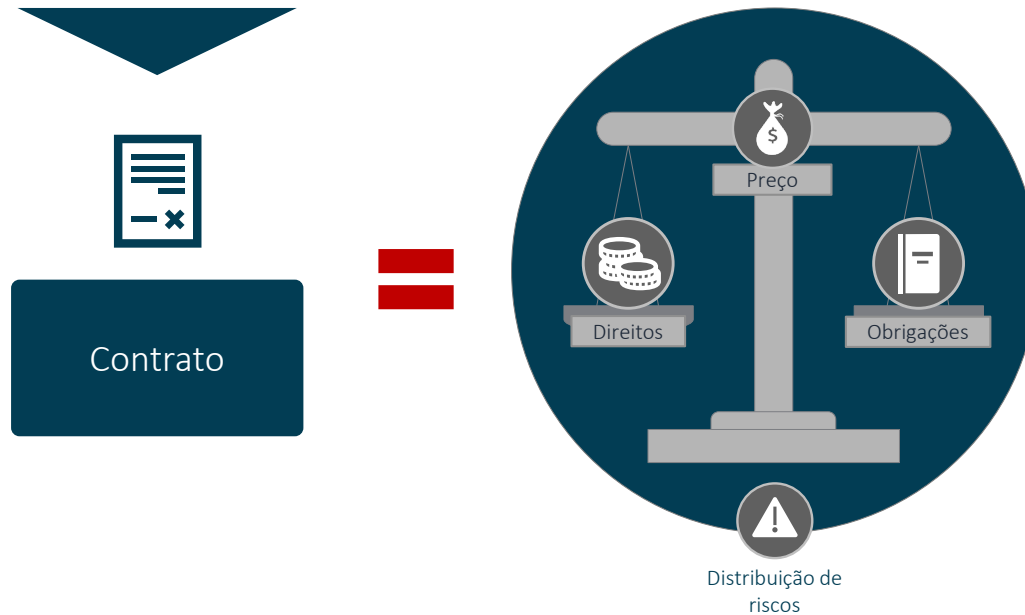 $
Preço
Direitos
Obrigações
Contrato
Distribuição de
riscos